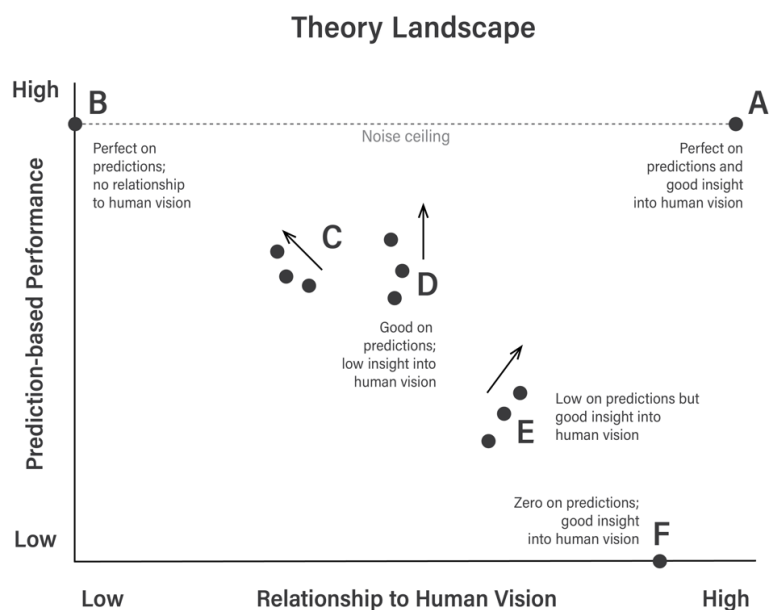 Theory Landscape
High
B
A
Noise ceiling
Perfect on
predictions;
no relationship
to human vision
Perfect on
predictions and
good insight
into human vision
Prediction-based Performance
C
D
Good on
predictions;
low insight into
human vision
Low on predictions but
good insight into
human vision
E
Zero on predictions;
good insight
into human vision
F
Low
Low
Relationship to Human Vision
High